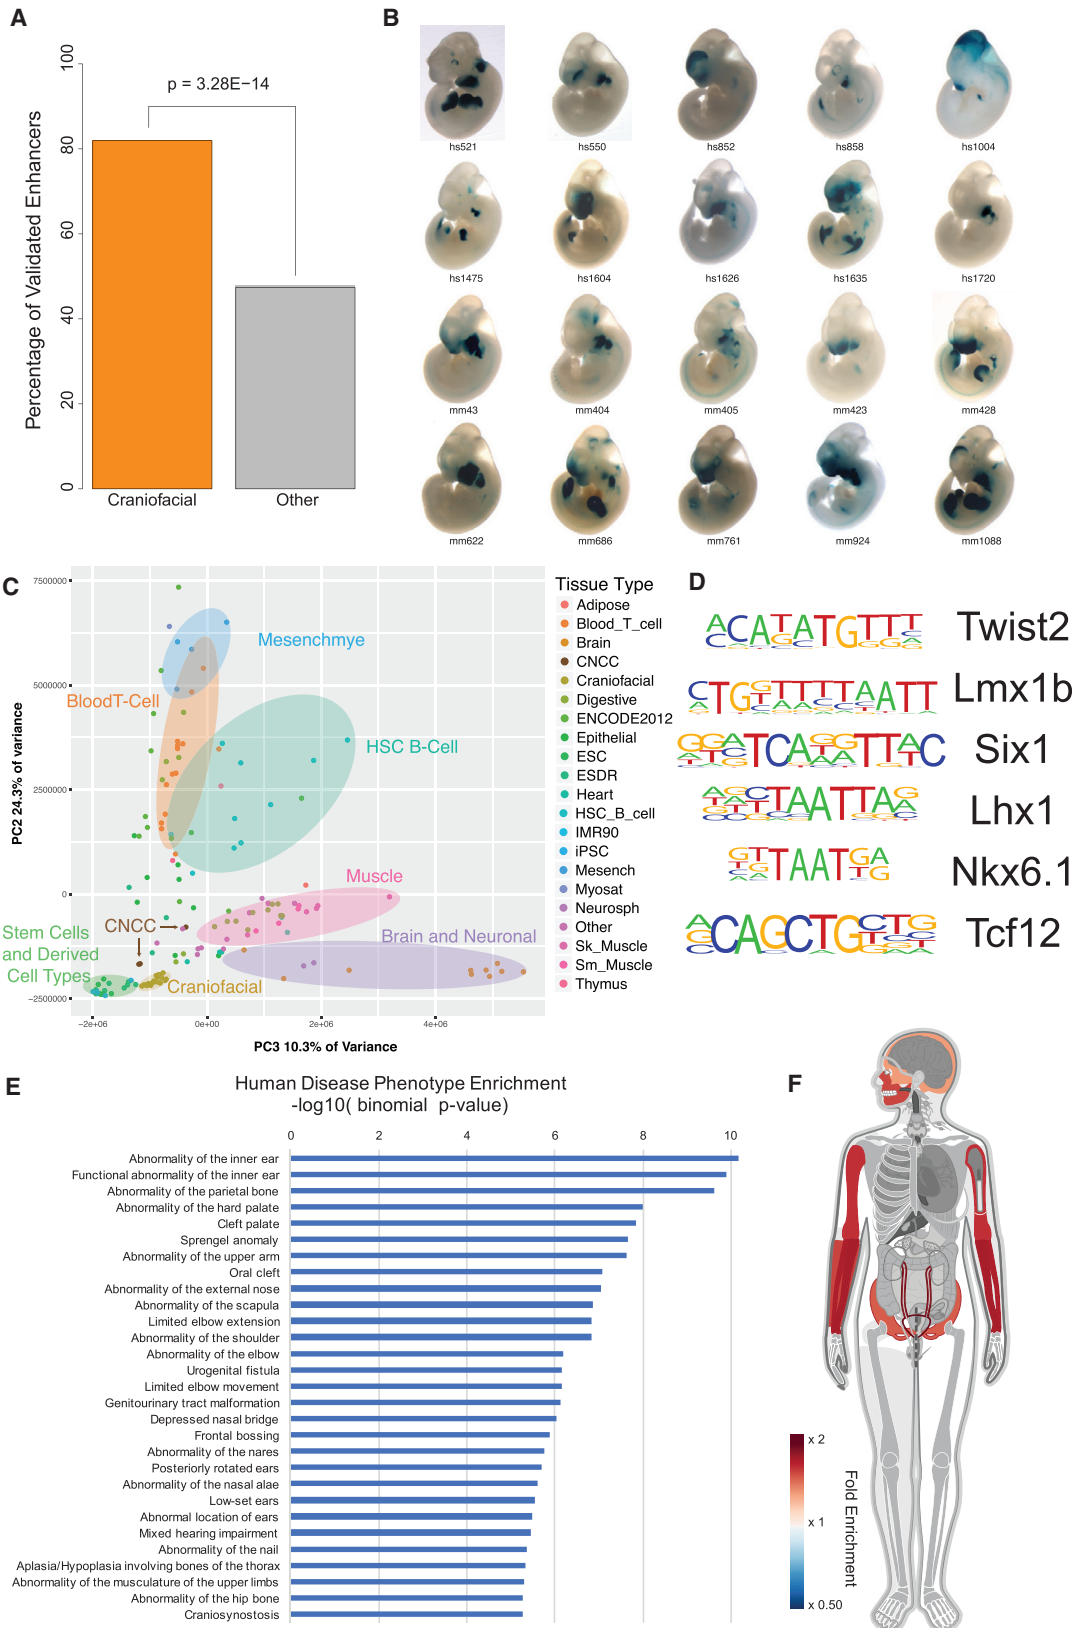 A
Percentage of Validated Enhancers
0
20
40
60
80
100
p = 3.28E−14
Craniofacial
Other
B
hs521
hs550
hs852
hs858
hs1004
hs1475
hs1604
hs1626
hs1635
hs1720
mm43
mm404
mm405
mm423
mm428
mm622
mm686
mm761
mm924
mm1088
C
PC2 24.3% of variance
7500000
5000000
2500000
0
−2500000
−2e+06
0e+00
2e+06
4e+06
PC3 10.3% of Variance
Mesenchmye
BloodT-Cell
HSC B-Cell
Muscle
CNCC
Brain and Neuronal
Stem Cells
and Derived
Cell Types
Craniofacial
Tissue Type
Adipose
Blood_T_cell
Brain
CNCC
Craniofacial
Digestive
ENCODE2012
Epithelial
ESC
ESDR
Heart
HSC_B_cell
IMR90
iPSC
Mesench
Myosat
Neurosph
Other
Sk_Muscle
Sm_Muscle
Thymus
D
Twist2
Lmx1b
Six1
Lhx1
Nkx6.1
Tcf12
E
Human Disease Phenotype Enrichment
-log10( binomial p-value)
0 2 4 6 8 10
Abnormality of the inner ear
Functional abnormality of the inner ear
Abnormality of the parietal bone
Abnormality of the hard palate
Cleft palate
Sprengel anomaly
Abnormality of the upper arm
Oral cleft
Abnormality of the external nose
Abnormality of the scapula
Limited elbow extension
Abnormality of the shoulder
Abnormality of the elbow
Urogenital fistula
Limited elbow movement
Genitourinary tract malformation
Depressed nasal bridge
Frontal bossing
Abnormality of the nares
Posteriorly rotated ears
Abnormality of the nasal alae
Low-set ears
Abnormal location of ears
Mixed hearing impairment
Abnormality of the nail
Aplasia/Hypoplasia involving bones of the thorax
Abnormality of the musculature of the upper limbs
Abnormality of the hip bone
Craniosynostosis
F
x 2
x 1
x 0.50
Fold Enrichment